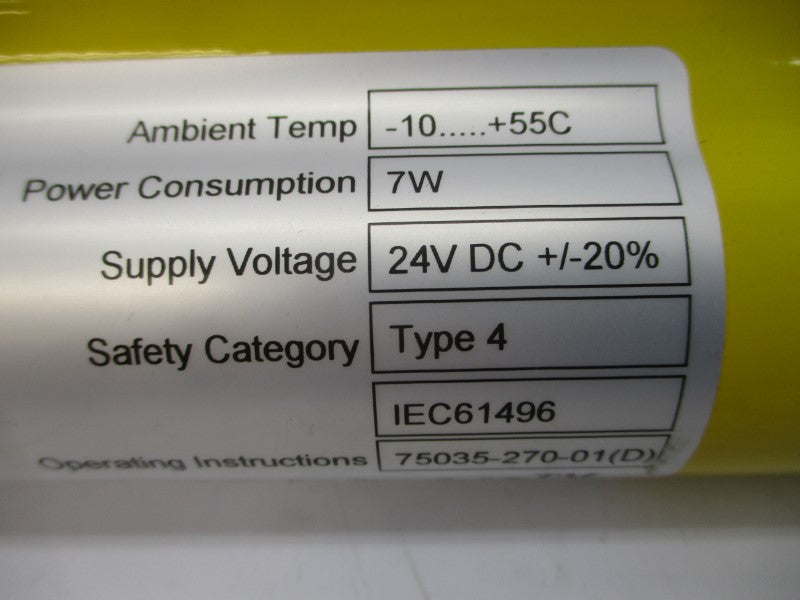 Ambient Temp -10.....+55C
Power Consumption 7W
Supply Voltage 24V DC +/-20%
Safety Category Type 4
IEC61496
Operating Instructions 75035-270-01(D)